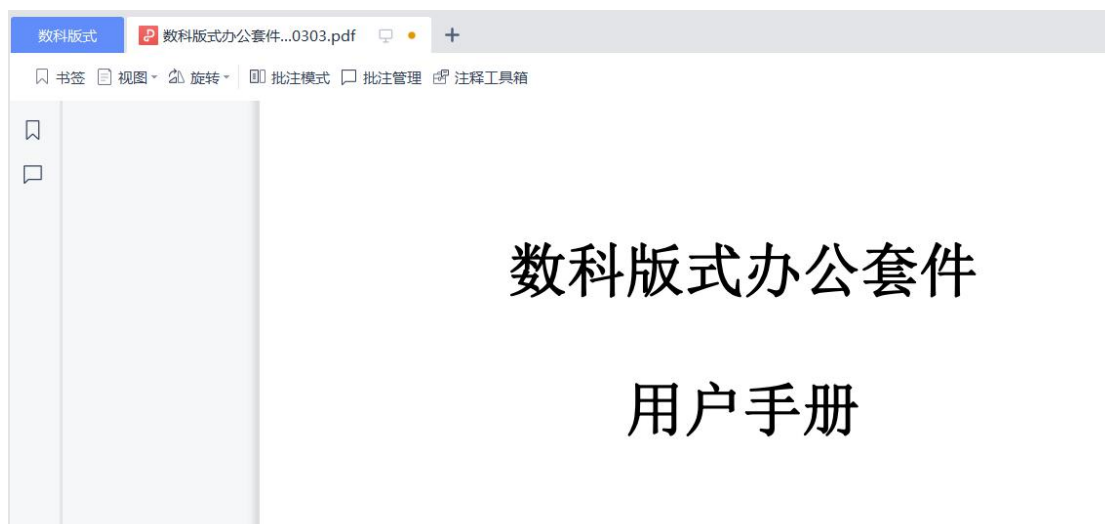 数科版式 数科版式办公套件...0303.pdf
书签 视图 旋转 批注模式 批注管理 注释工具箱
数科版式办公套件
用户手册